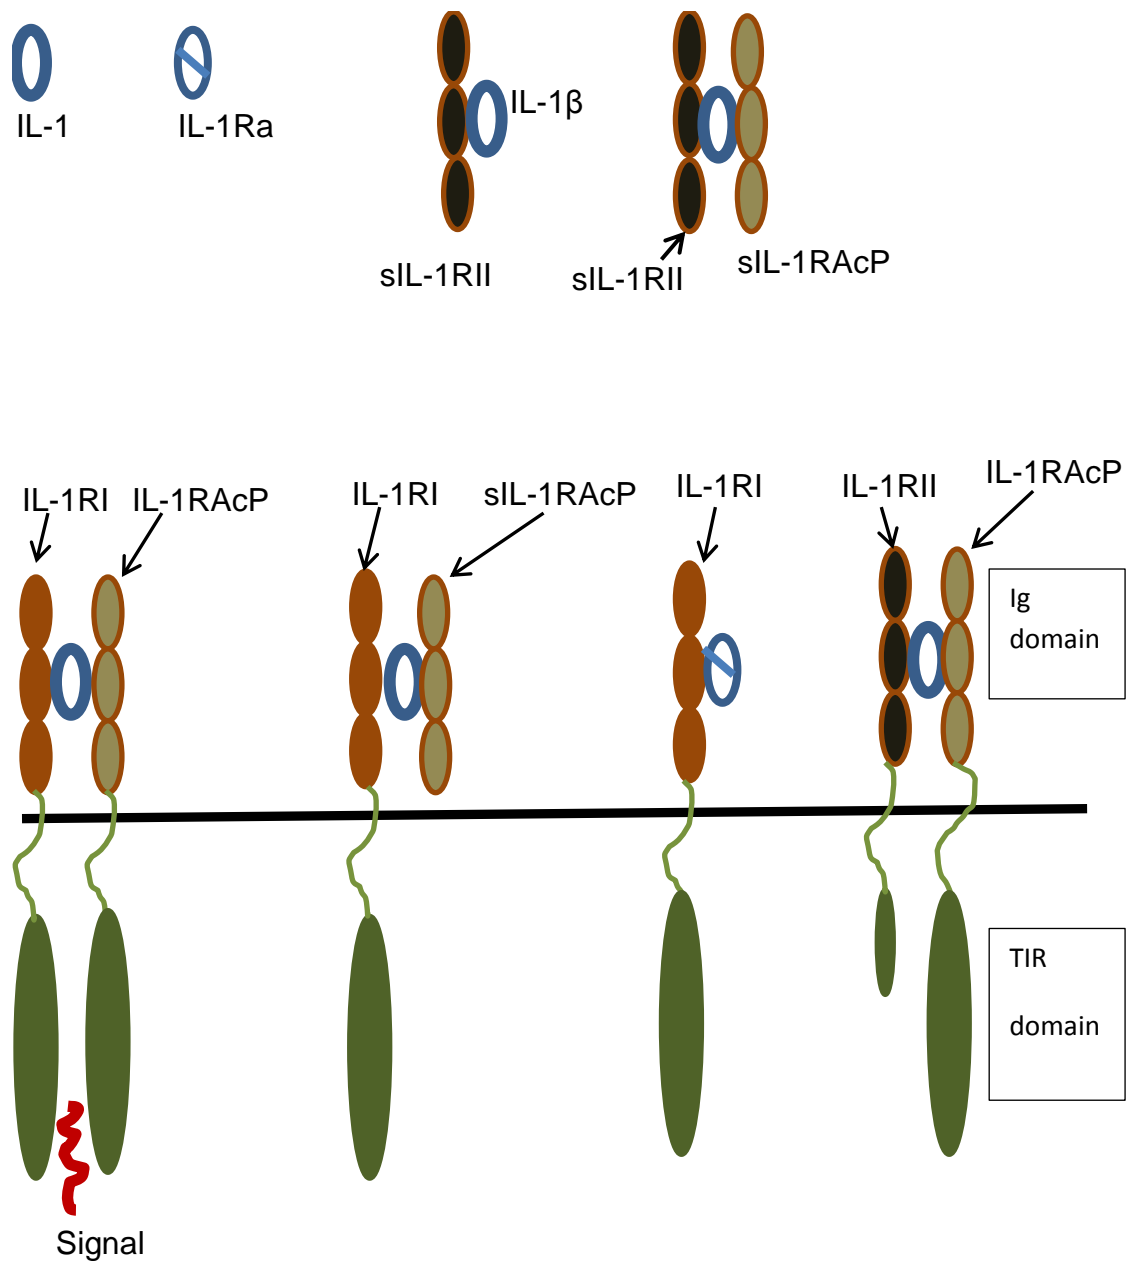 IL-1
IL-1Ra
IL-1β
sIL-1RII
sIL-1RII
sIL-1RAcP
IL-1RI
IL-1RAcP
IL-1RI
sIL-1RAcP
IL-1RI
IL-1RII
IL-1RAcP
Ig
domain
TIR
domain
Signal